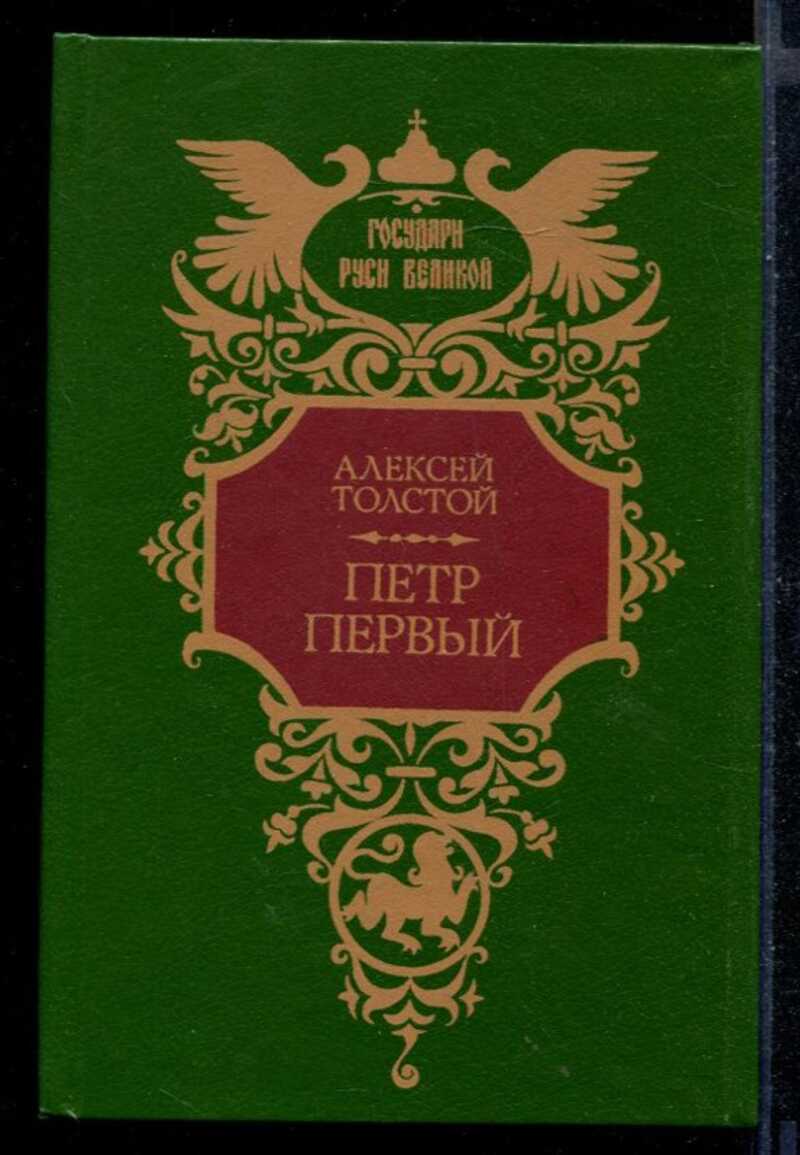 ГОСУДАРИ
РУСИ ВЕЛИКОЙ
АЛЕКСЕЙ
ТОЛСТОЙ
ПЕТР
ПЕРВЫЙ